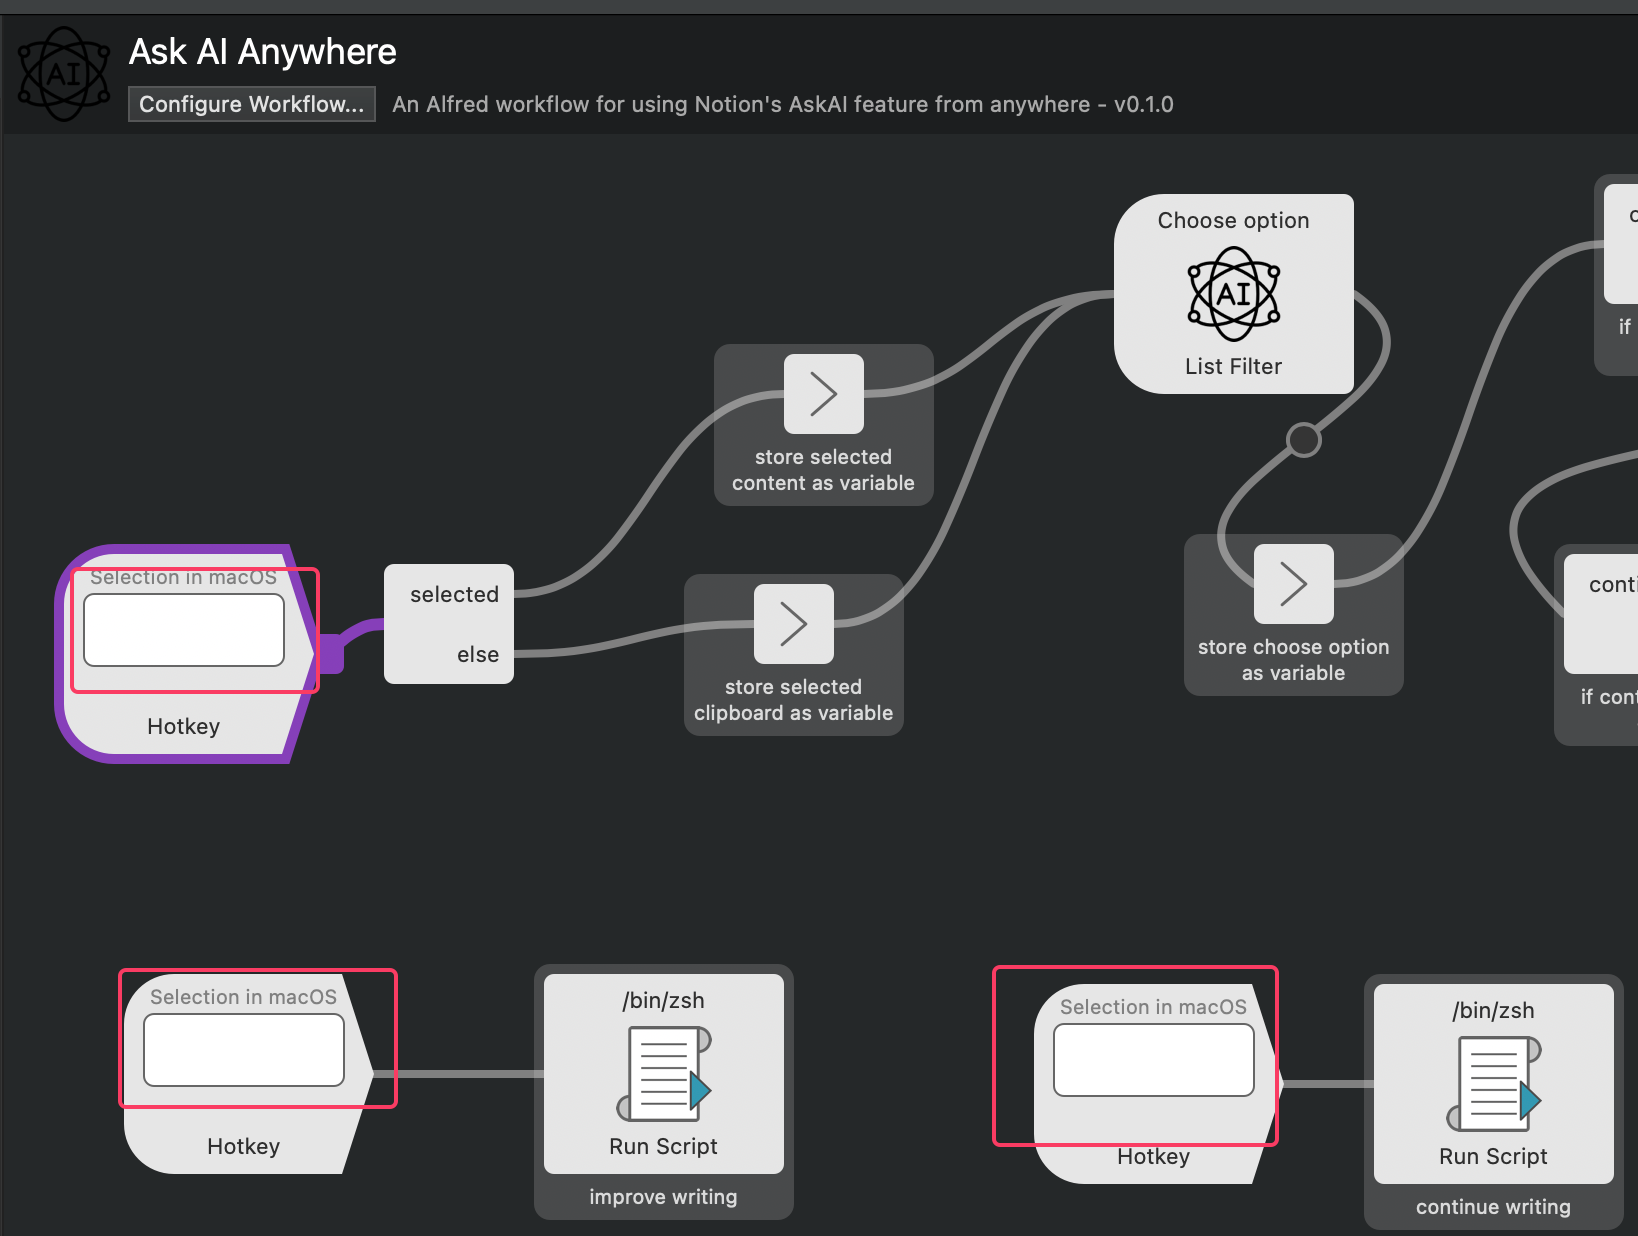 AI
Ask AI Anywhere
Configure Workflow...
An Alfred workflow for using Notion's AskAI feature from anywhere - v0.1.0
Choose option
AI
List Filter
if
store selected
content as variable
Selection in macOS
Hotkey
selected
else
store selected
clipboard as variable
store choose option
as variable
conti
if cont
Selection in macOS
Hotkey
/bin/zsh
Run Script
improve writing
Selection in macOS
Hotkey
/bin/zsh
Run Script
continue writing